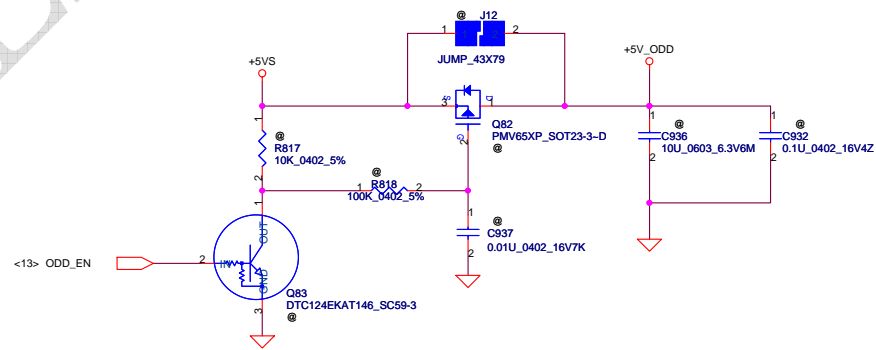 @ J12
1 1 2 2
JUMP_43X79
+5VS
+5V_ODD
3 S D 1
Q82
PMV65XP_SOT23-3~D
@
G
2
1
@
R817
10K_0402_5%
2
1
@
C936
10U_0603_6.3V6M
2
1
@
C932
0.1U_0402_16V4Z
2
@
1 R818 2
100K_0402_5%
1
@
C937
0.01U_0402_16V7K
2
1
OUT
<13> ODD_EN
2 IN
GND
3
Q83
DTC124EKAT146_SC59-3
@